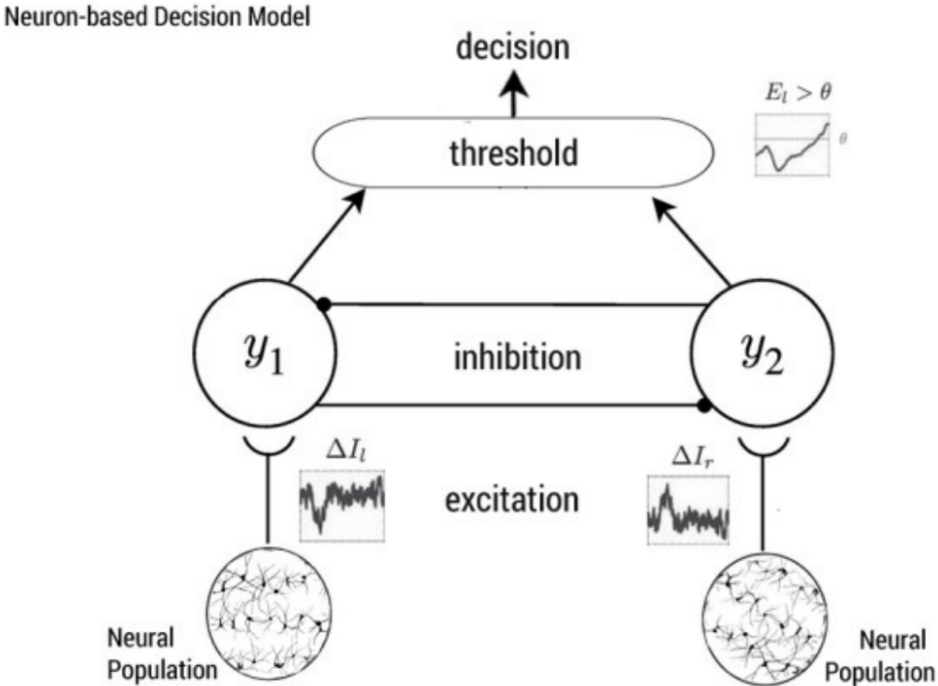 Neuron-based Decision Model
decision
E_l > θ
threshold
θ
y_1
inhibition
y_2
ΔI_l
ΔI_r
excitation
Neural
Population
Neural
Population